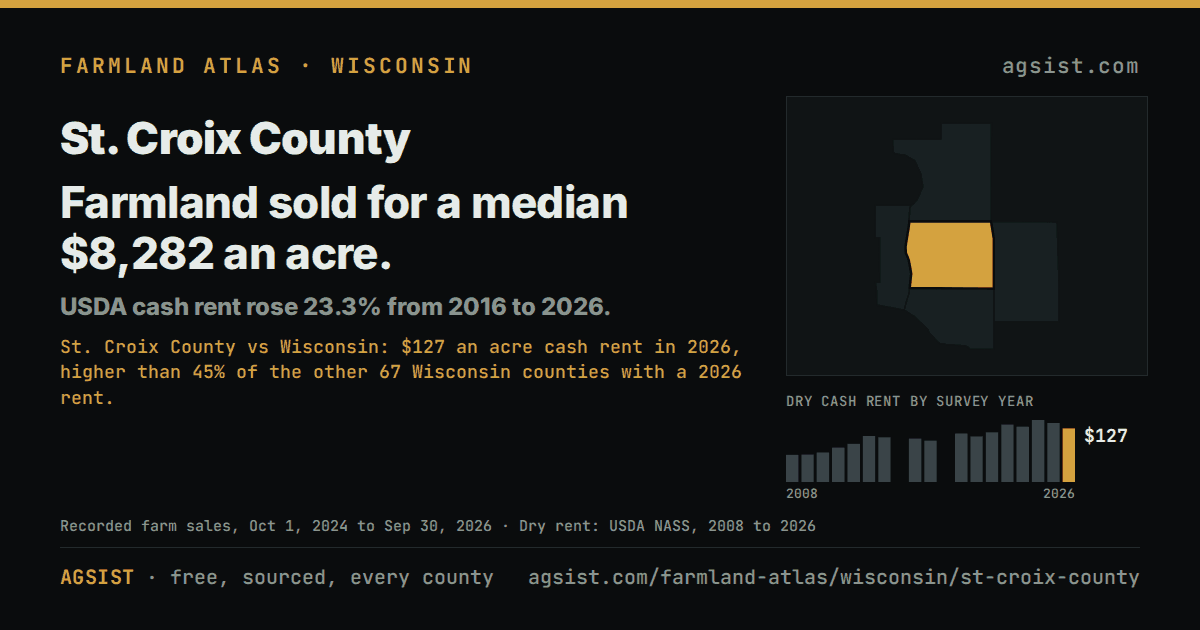 FARMLAND ATLAS · WISCONSIN
agsist.com
St. Croix County
Farmland sold for a median
$8,282 an acre.
USDA cash rent rose 23.3% from 2016 to 2026.
St. Croix County vs Wisconsin: $127 an acre cash rent in 2026,
higher than 45% of the other 67 Wisconsin counties with a 2026
rent.
DRY CASH RENT BY SURVEY YEAR
$127
2008
2026
Recorded farm sales, Oct 1, 2024 to Sep 30, 2026 · Dry rent: USDA NASS, 2008 to 2026
AGSIST · free, sourced, every county
agsist.com/farmland-atlas/wisconsin/st-croix-county